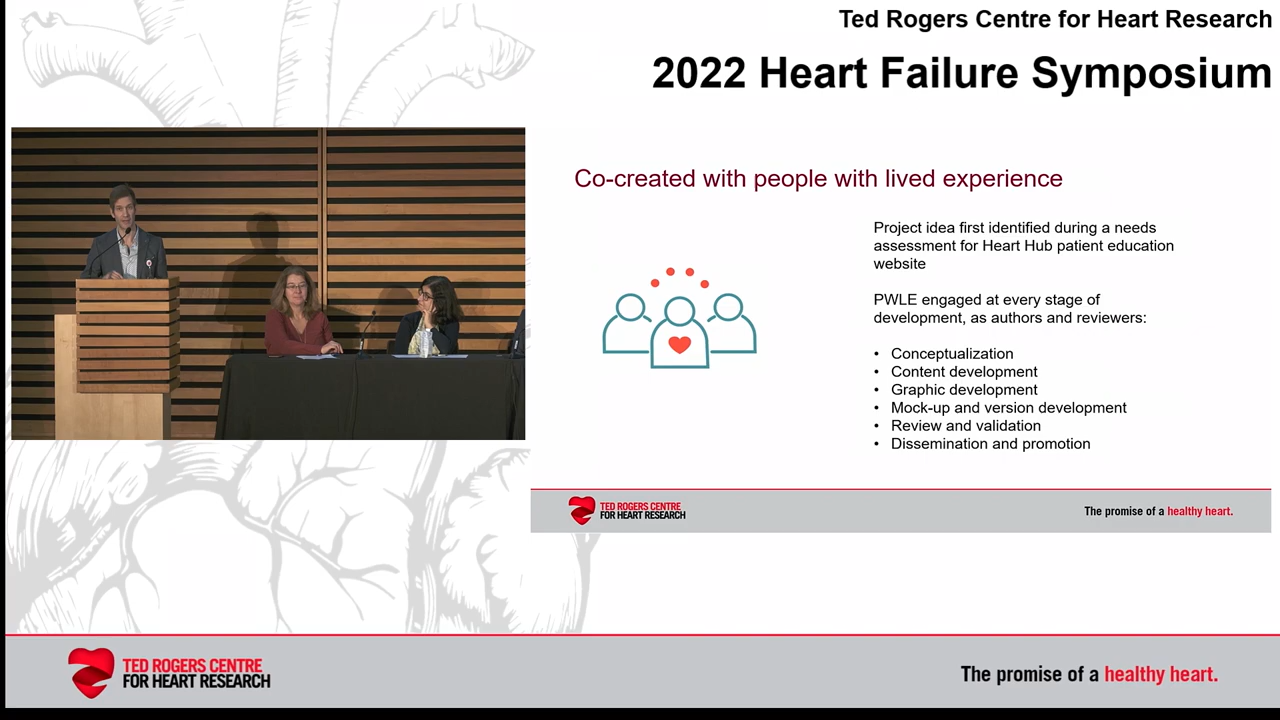 Ted Rogers Centre for Heart Research
2022 Heart Failure Symposium
Co-created with people with lived experience
Project idea first identified during a needs
assessment for Heart Hub patient education
website
PWLE engaged at every stage of
development, as authors and reviewers:
• Conceptualization
• Content development
• Graphic development
• Mock-up and version development
• Review and validation
• Dissemination and promotion
TED ROGERS CENTRE
FOR HEART RESEARCH
The promise of a healthy heart.
TED ROGERS CENTRE
FOR HEART RESEARCH
The promise of a healthy heart.